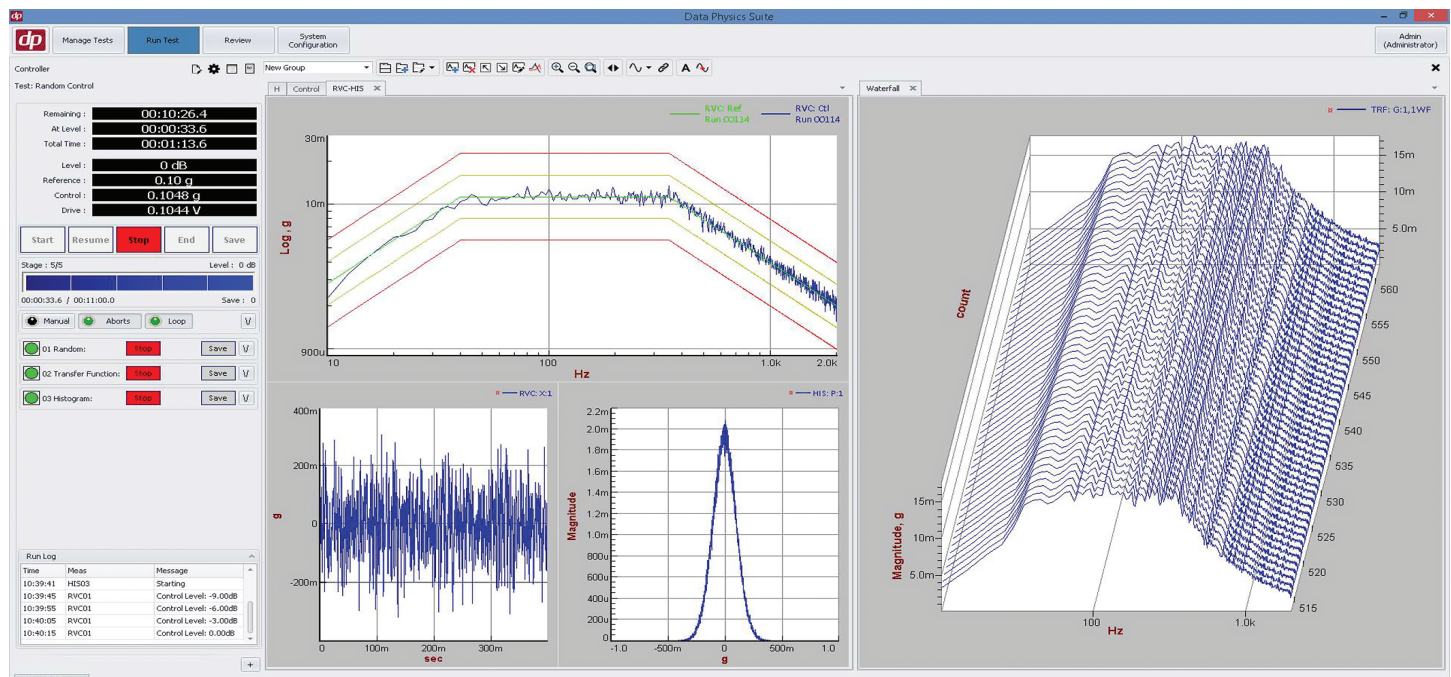 dp
Data Physics Suite
dp
Manage Tests
Run Test
Review
System
Configuration
Admin
(Administrator)
Controller
New Group
A
Test: Random Control
H
Control
RVC-HIS
Waterfall
Remaining : 00:10:26.4
At Level : 00:00:33.6
Total Time : 00:01:13.6
Level : 0 dB
Reference : 0.10 g
Control : 0.1048 g
Drive : 0.1044 V
Start
Resume
Stop
End
Save
Stage : 5/5
Level : 0 dB
00:00:33.6 / 00:11:00.0
Save : 0
Manual
Aborts
Loop
V
01 Random:
Stop
Save
V
02 Transfer Function:
Stop
Save
V
03 Histogram:
Stop
Save
V
Run Log
Time Meas Message
10:39:41 HIS03 Starting
10:39:45 RVC01 Control Level: -9.00dB
10:39:55 RVC01 Control Level: -6.00dB
10:40:05 RVC01 Control Level: -3.00dB
10:40:15 RVC01 Control Level: 0.00dB
+
RVC: Ref
Run 00114
RVC: Ctl
Run 00114
30m
10m
900u
Log, g
10
100
1.0k
2.0k
Hz
RVC: X:1
400m
200m
0
-200m
g
0
100m
200m
300m
sec
HIS: P:1
2.2m
2.0m
1.8m
1.6m
1.4m
1.2m
1.0m
800u
600u
400u
200u
0
Magnitude
-1.0
-500m
0
500m
1.0
g
TRF: G:1,1WF
15m
10m
5.0m
count
560
555
550
545
540
535
530
525
520
515
15m
10m
5.0m
Magnitude, g
100
1.0k
Hz